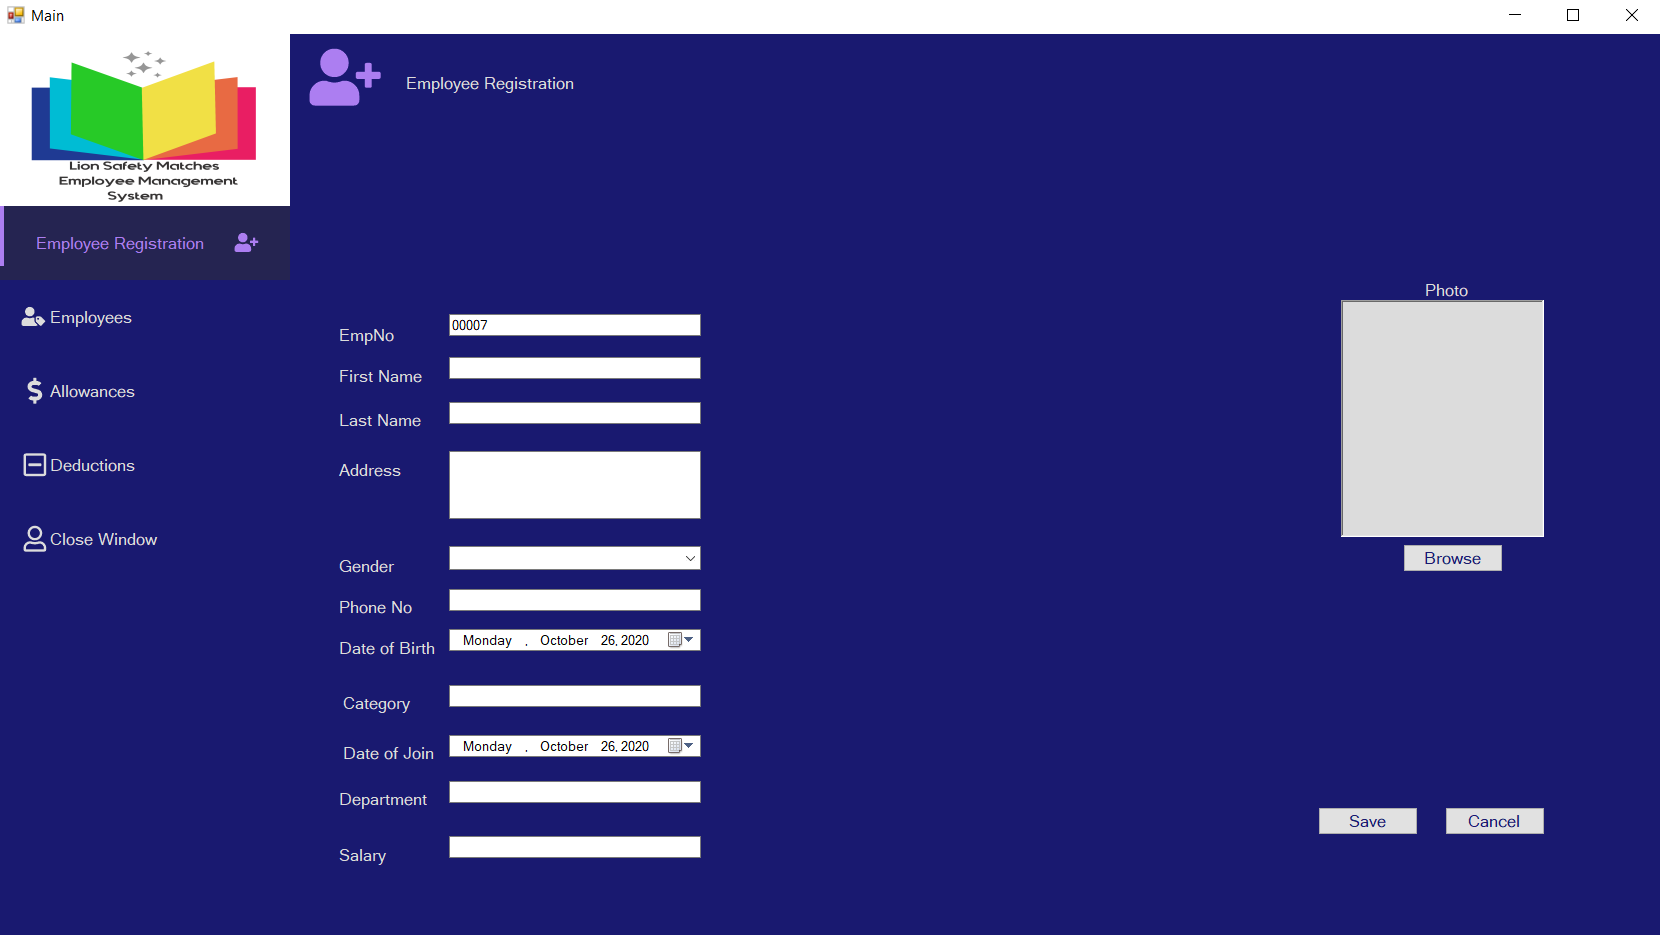 Main
Lion Safety Matches
Employee Management
System
Employee Registration
Employees
Allowances
Deductions
Close Window
Employee Registration
EmpNo 00007
First Name
Last Name
Address
Gender
Phone No
Date of Birth Monday , October 26, 2020
Category
Date of Join Monday , October 26, 2020
Department
Salary
Photo
Browse
Save Cancel